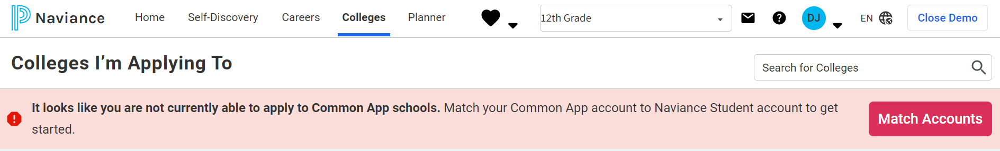 Naviance Home Self-Discovery Careers Colleges Planner 12th Grade DJ EN Close Demo
Colleges I’m Applying To
Search for Colleges
It looks like you are not currently able to apply to Common App schools. Match your Common App account to Naviance Student account to get
started.
Match Accounts